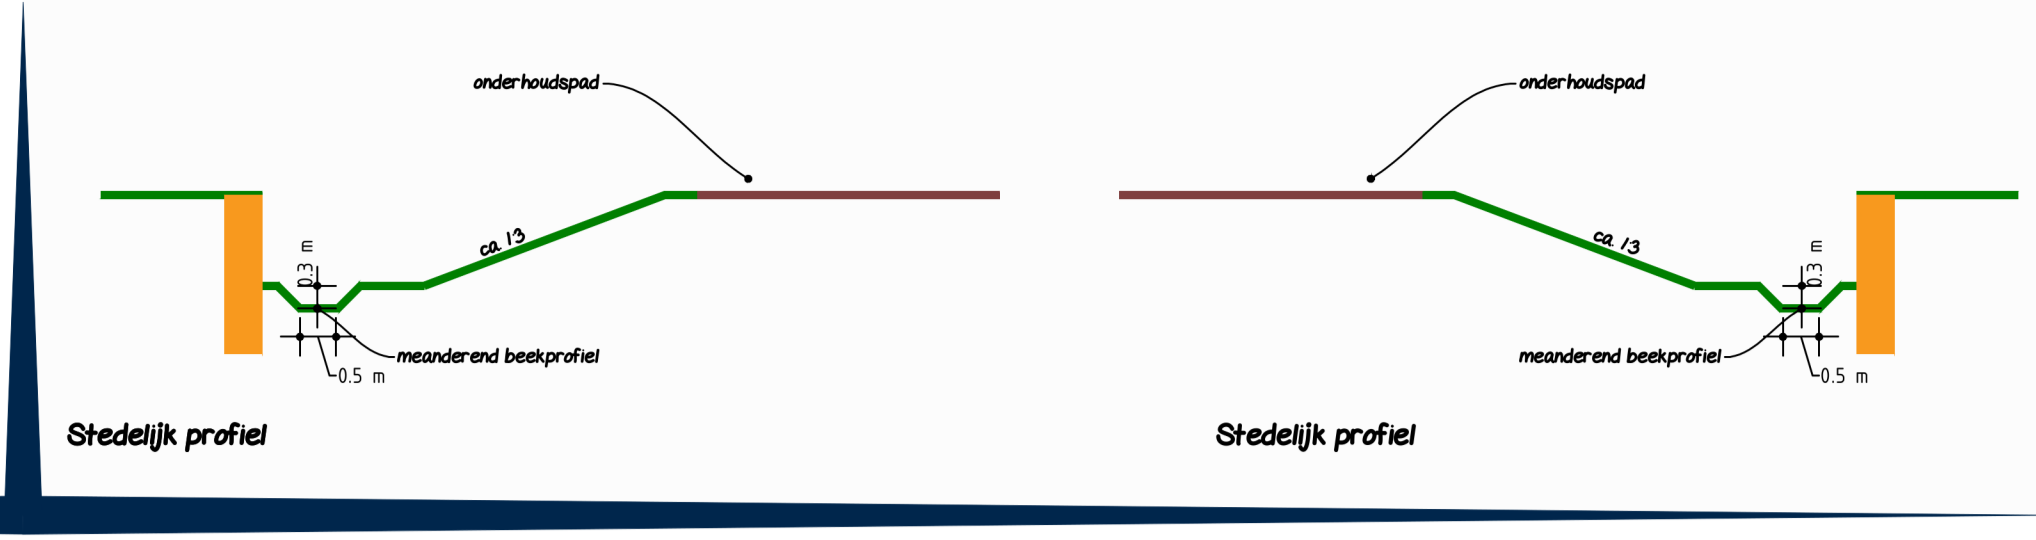 onderhoudspad
onderhoudspad
ca. 1:3
ca. 1:3
0.3 m
0.3 m
meanderend beekprofiel
meanderend beekprofiel
0.5 m
0.5 m
Stedelijk profiel
Stedelijk profiel